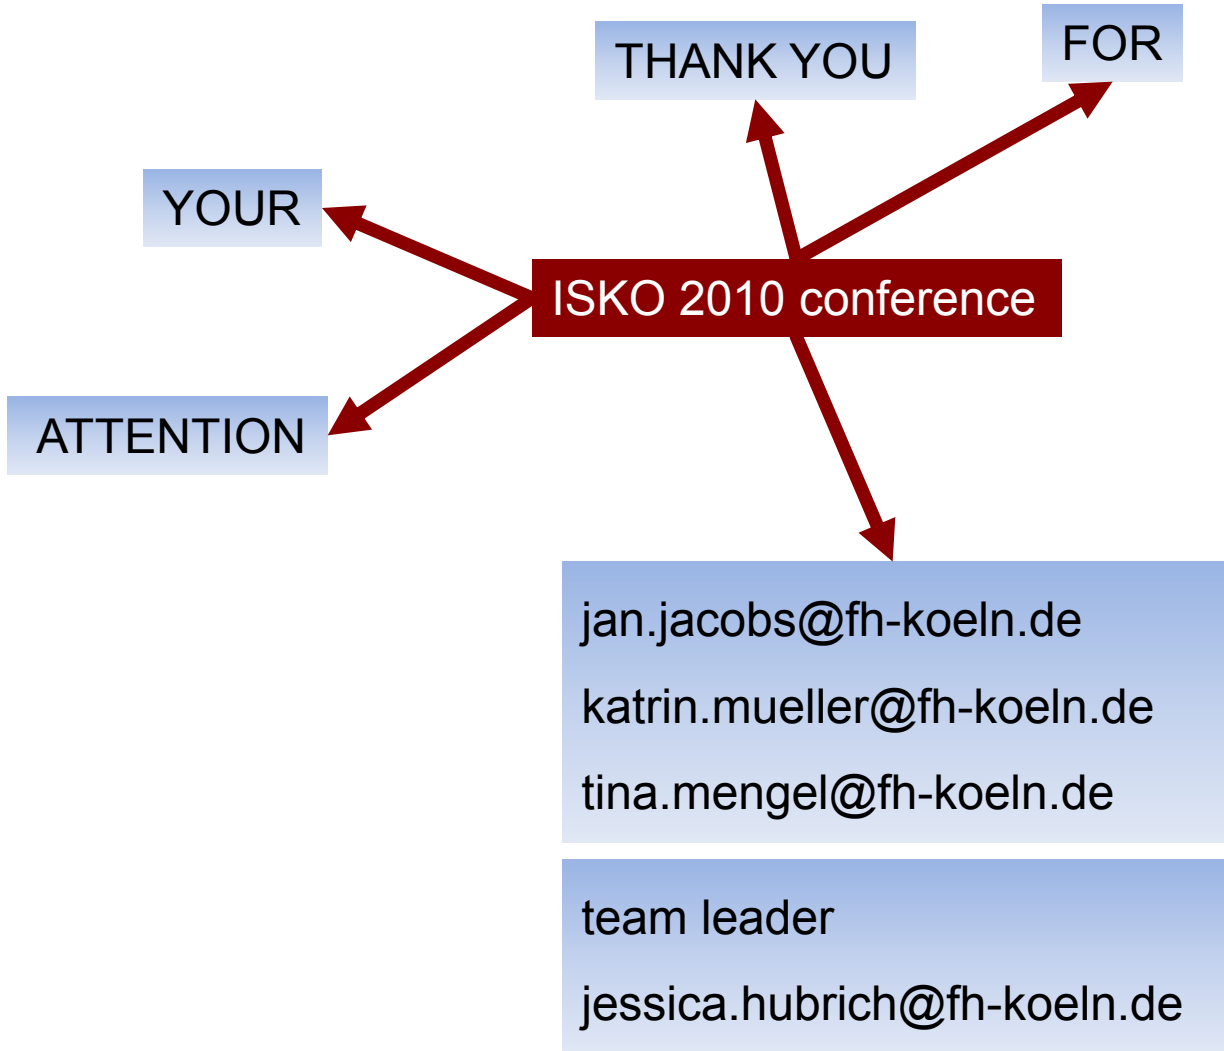 THANK YOU
FOR
YOUR
ISKO 2010 conference
ATTENTION
jan.jacobs@fh-koeln.de
katrin.mueller@fh-koeln.de
tina.mengel@fh-koeln.de
team leader
jessica.hubrich@fh-koeln.de